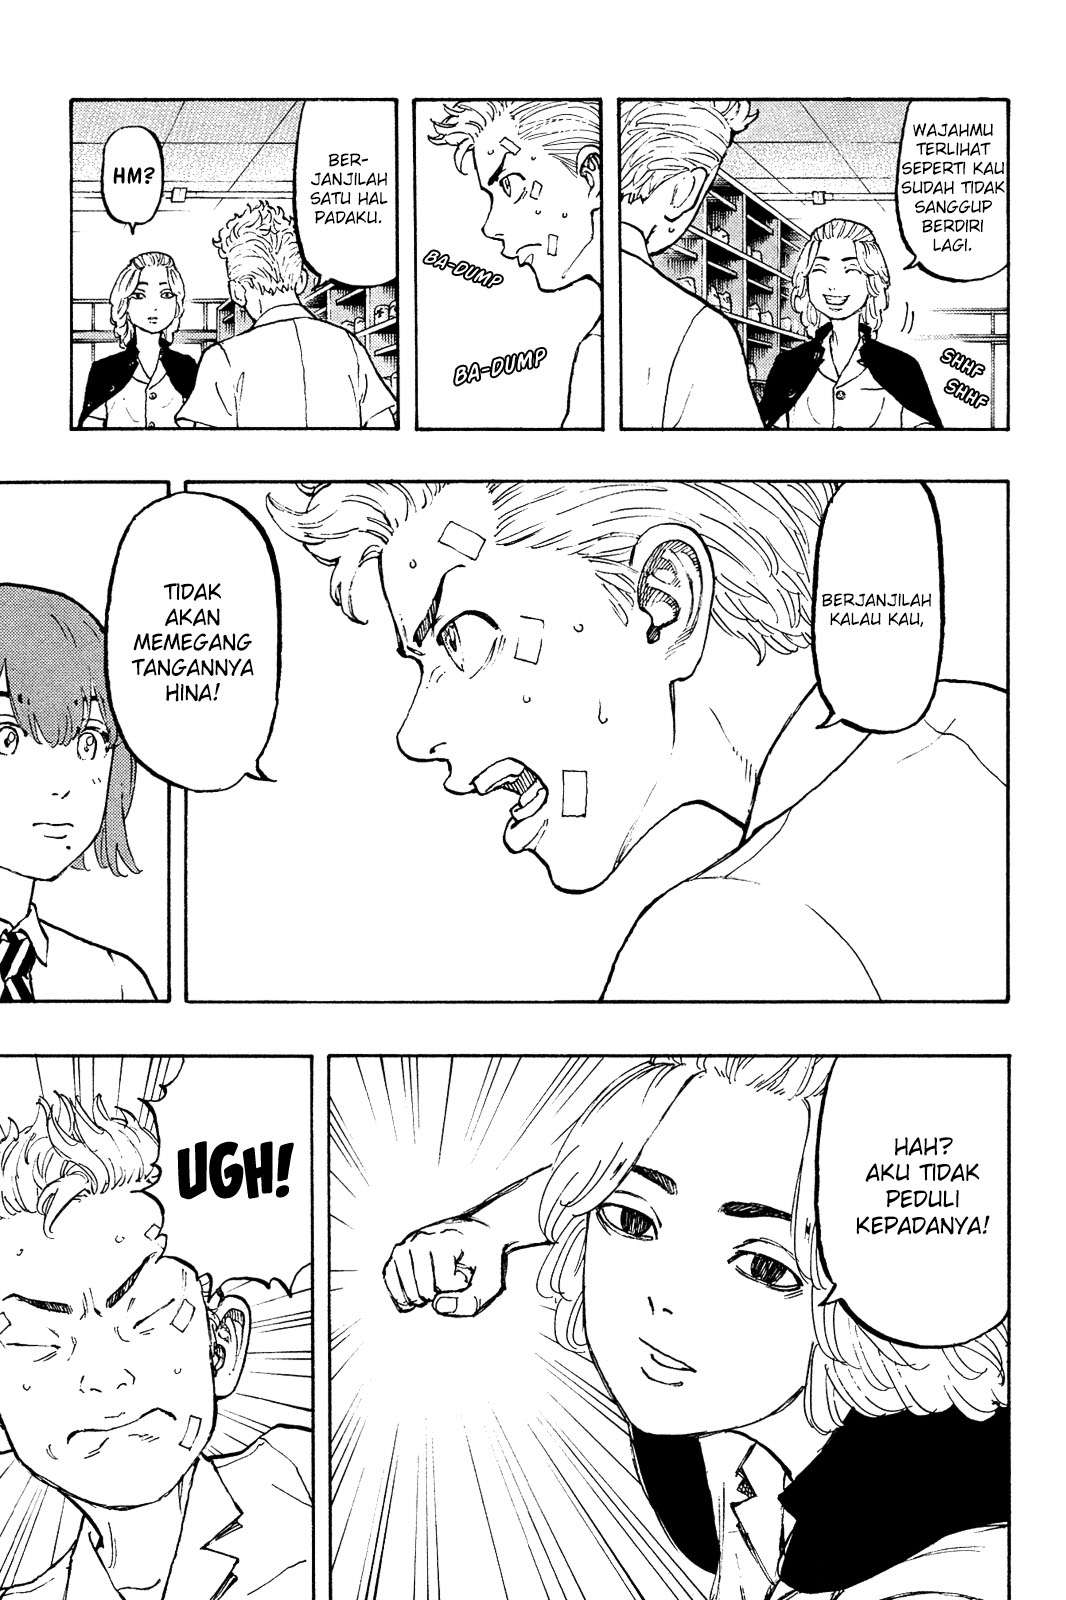 WAJAHMU
TERLIHAT
SEPERTI KAU
SUDAH TIDAK
SANGGUP
BERDIRI
LAGI.
SHHF
SHHF
BA-DUMP
BA-DUMP
BER-
JANJILAH
SATU HAL
PADAKU.
HM?
BERJANJILAH
KALAU KAU,
TIDAK
AKAN
MEMEGANG
TANGANNYA
HINA!
HAH?
AKU TIDAK
PEDULI
KEPADANYA!
UGH!